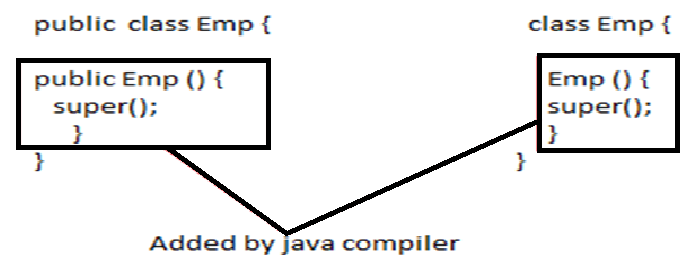 public class Emp {
public Emp () {
super();
}
}
class Emp {
Emp () {
super();
}
}
Added by java compiler